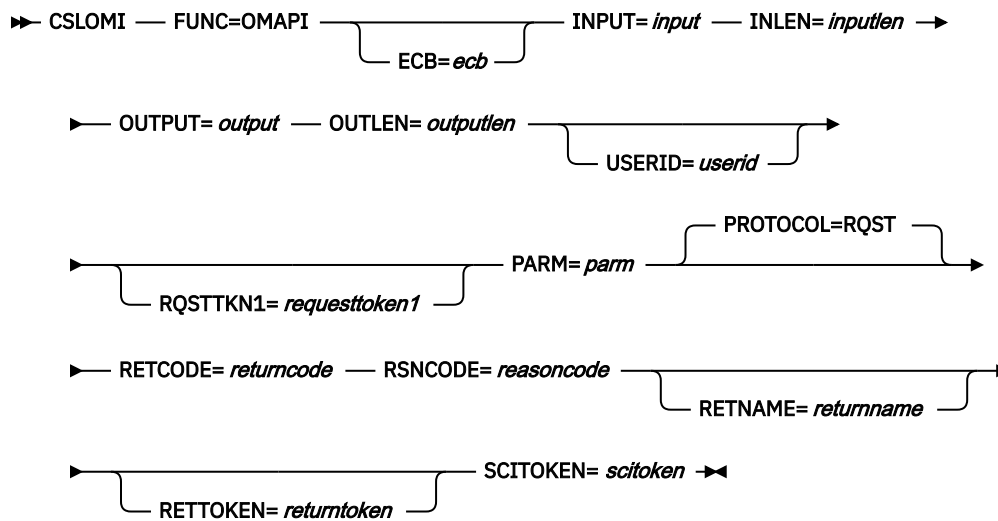 CSLOMI FUNC=OMAPI INPUT= input INLEN= inputlen
ECB= ecb
OUTPUT= output OUTLEN= outputlen
USERID= userid
PROTOCOL=RQST
PARM= parm
RQSTTKN1= requesttoken1
RETCODE= returncode RSNCODE= reasoncode
RETNAME= returnname
SCITOKEN= scitoken
RETTOKEN= returntoken